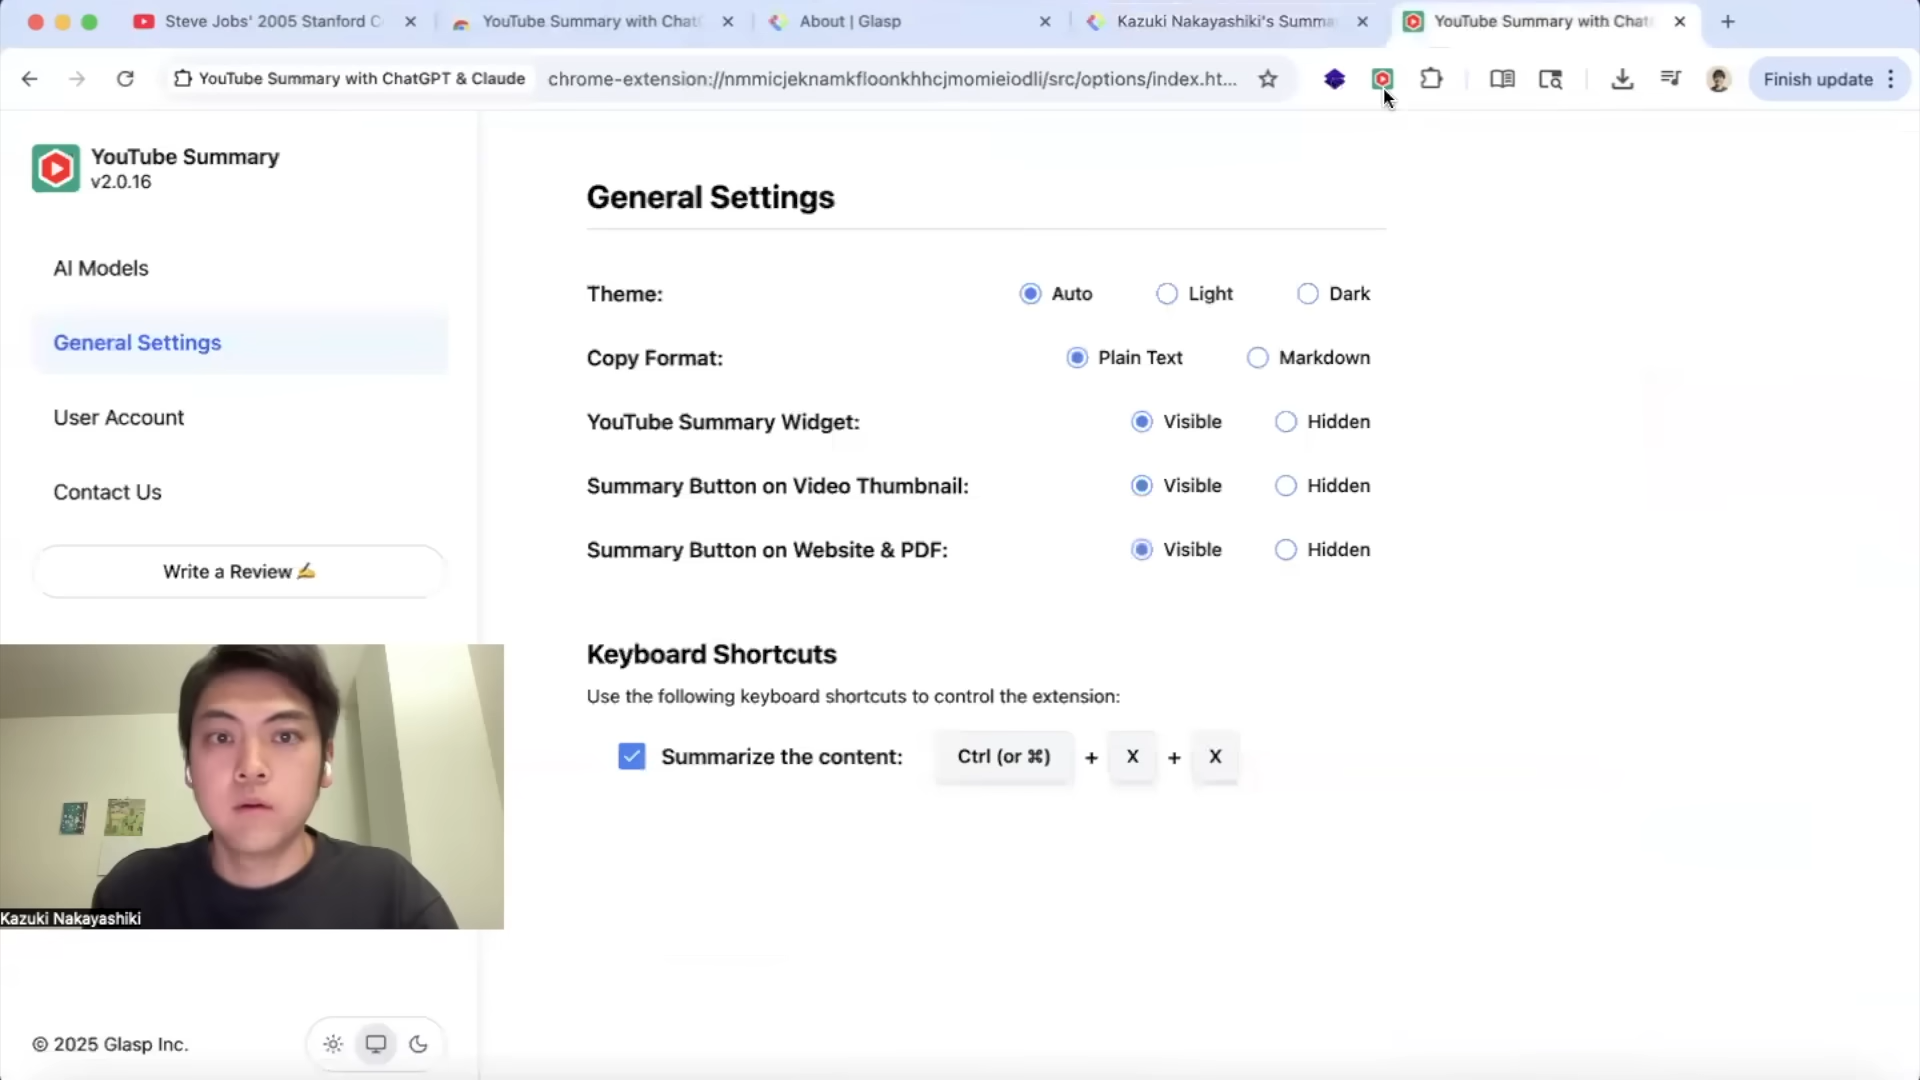 Steve Jobs' 2005 Stanford C
YouTube Summary with Chat
About | Glasp
Kazuki Nakayashiki's Summa
YouTube Summary with Chat
YouTube Summary with ChatGPT & Claude
chrome-extension://nmmicjeknamkfloonkhhcjmomieiodli/src/options/index.ht...
Finish update
YouTube Summary
v2.0.16
AI Models
General Settings
User Account
Contact Us
Write a Review ✍️
General Settings
Theme: Auto Light Dark
Copy Format: Plain Text Markdown
YouTube Summary Widget: Visible Hidden
Summary Button on Video Thumbnail: Visible Hidden
Summary Button on Website & PDF: Visible Hidden
Keyboard Shortcuts
Use the following keyboard shortcuts to control the extension:
Summarize the content: Ctrl (or ⌘) + X + X
Kazuki Nakayashiki
© 2025 Glasp Inc.